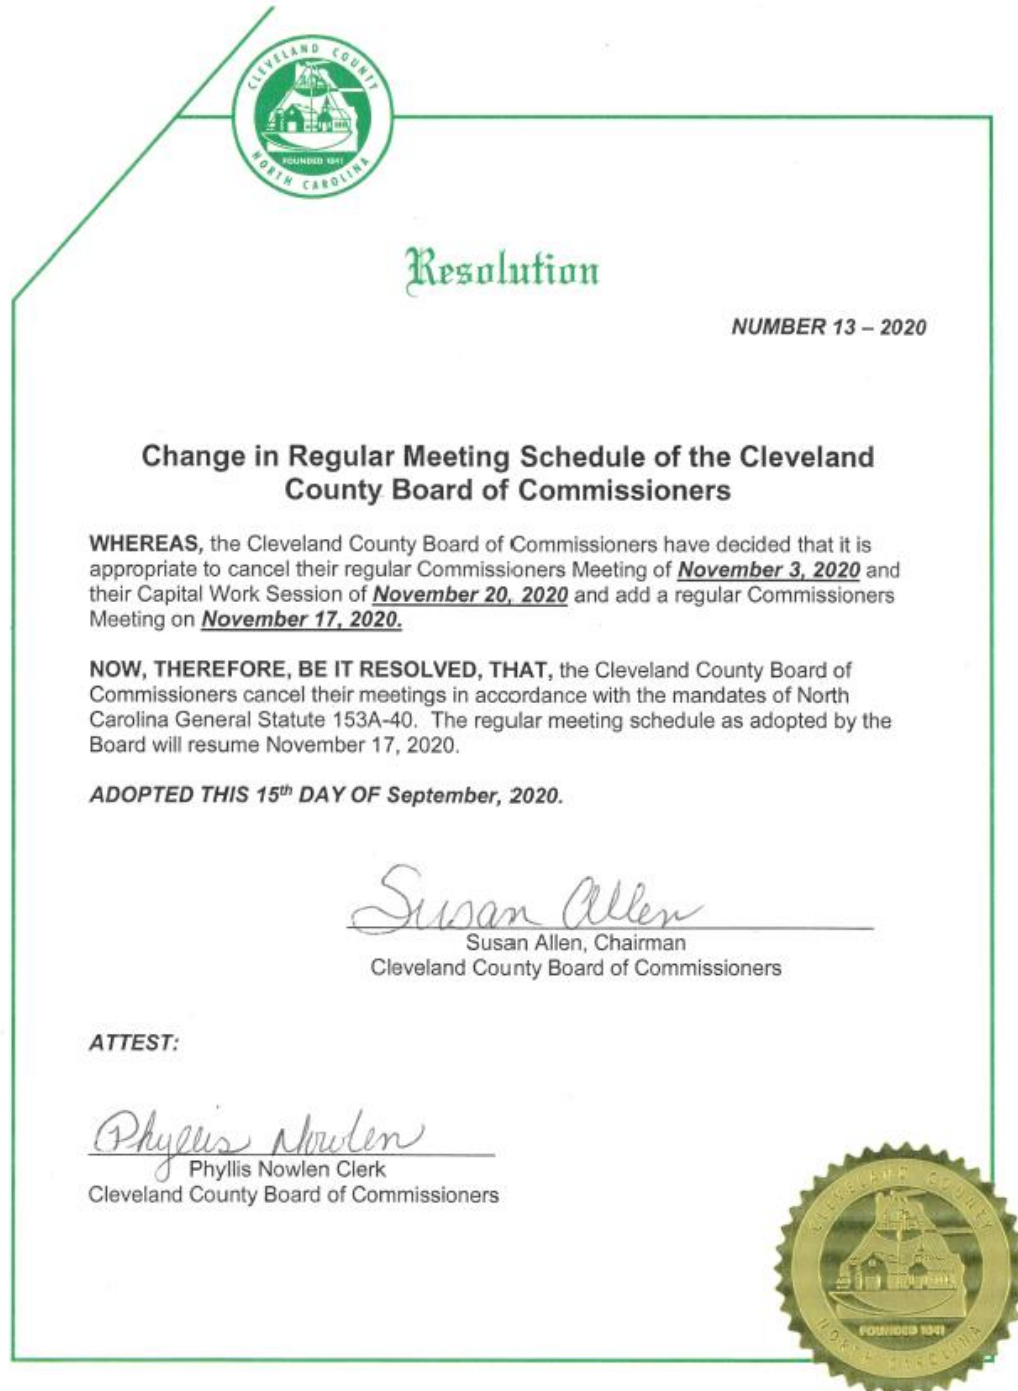 CLEVELAND COUNTY
FOUNDED 1841
NORTH CAROLINA
Resolution
NUMBER 13 – 2020
Change in Regular Meeting Schedule of the Cleveland
County Board of Commissioners
WHEREAS, the Cleveland County Board of Commissioners have decided that it is
appropriate to cancel their regular Commissioners Meeting of November 3, 2020 and
their Capital Work Session of November 20, 2020 and add a regular Commissioners
Meeting on November 17, 2020.
NOW, THEREFORE, BE IT RESOLVED, THAT, the Cleveland County Board of
Commissioners cancel their meetings in accordance with the mandates of North
Carolina General Statute 153A-40. The regular meeting schedule as adopted by the
Board will resume November 17, 2020.
ADOPTED THIS 15th DAY OF September, 2020.
Susan Allen
Susan Allen, Chairman
Cleveland County Board of Commissioners
ATTEST:
Phyllis Nowlen
Phyllis Nowlen Clerk
Cleveland County Board of Commissioners
CLEVELAND COUNTY
FOUNDED 1841
NORTH CAROLINA